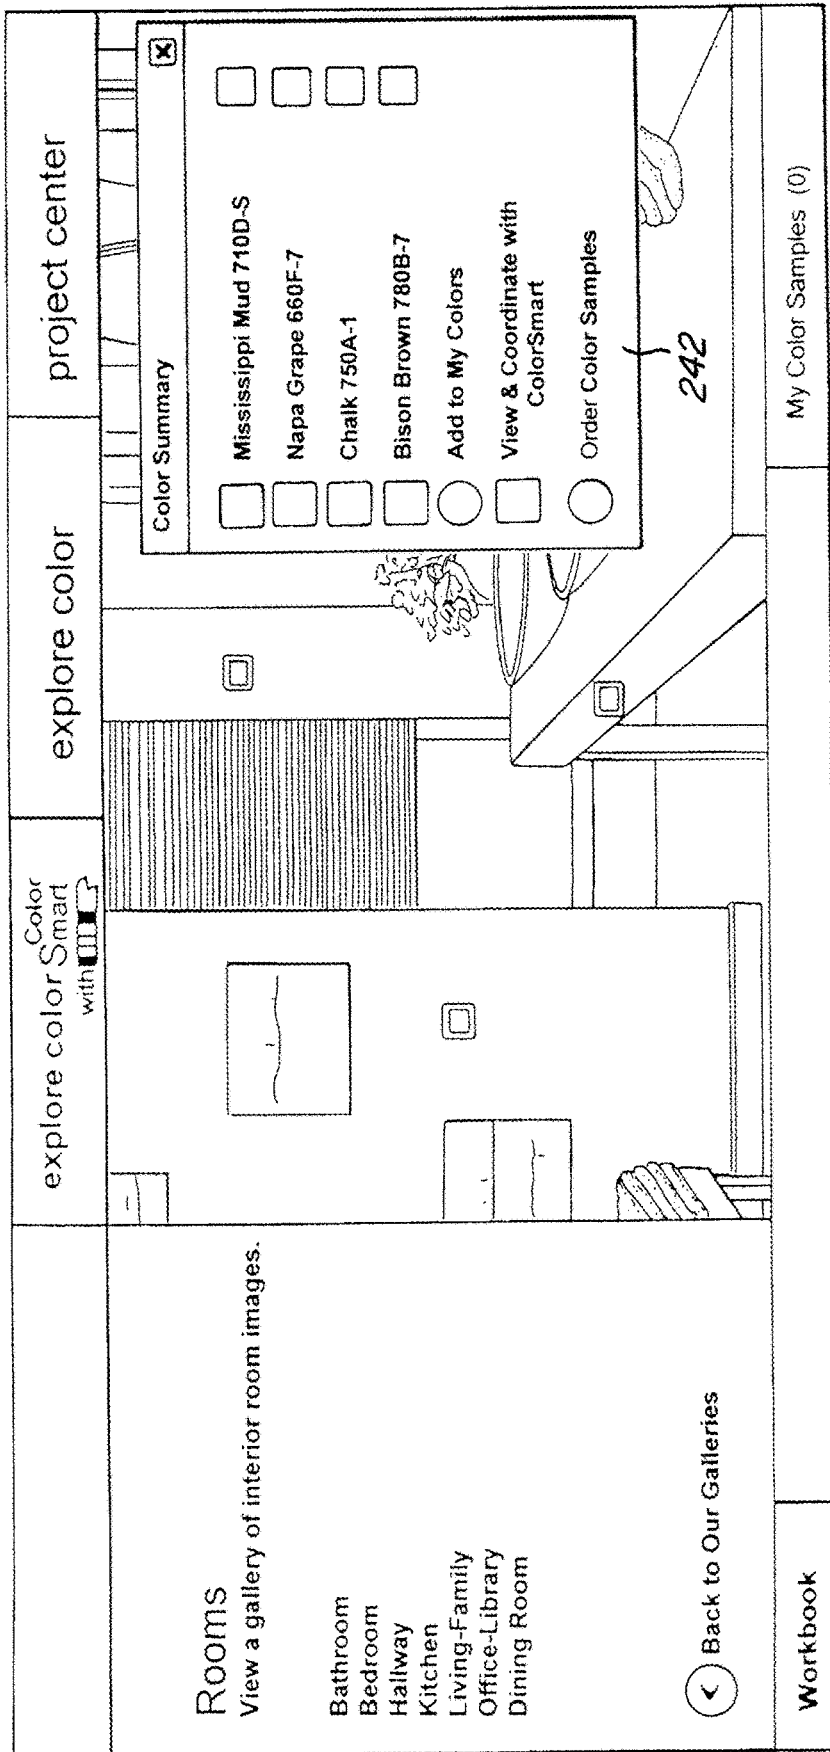 explore color Smart
Color
with
explore color
project center
Rooms
View a gallery of interior room images.
Bathroom
Bedroom
Hallway
Kitchen
Living-Family
Office-Library
Dining Room
Back to Our Galleries
Color Summary
Mississippi Mud 710D-S
Napa Grape 660F-7
Chalk 750A-1
Bison Brown 780B-7
Add to My Colors
View & Coordinate with
ColorSmart
Order Color Samples
242
Workbook
My Color Samples (0)